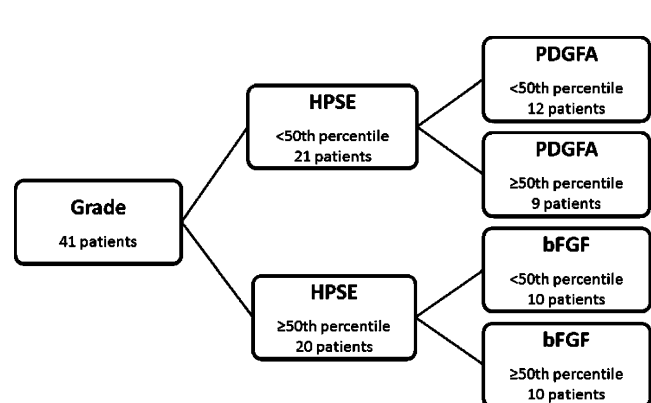 Grade
41 patients
HPSE
<50th percentile
21 patients
HPSE
≥50th percentile
20 patients
PDGFA
<50th percentile
12 patients
PDGFA
≥50th percentile
9 patients
bFGF
<50th percentile
10 patients
bFGF
≥50th percentile
10 patients